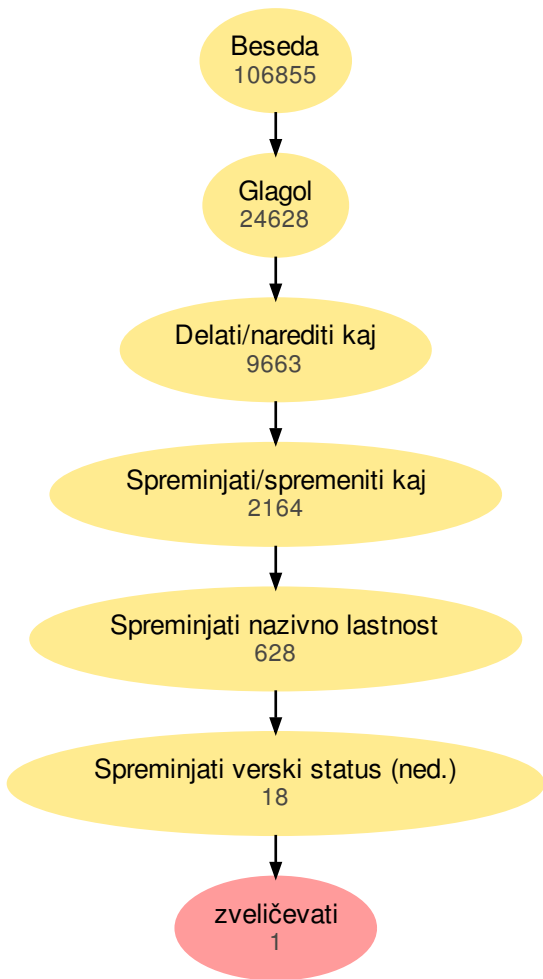 Beseda
106855
Glagol
24628
Delati/narediti kaj
9663
Spreminjati/spremeniti kaj
2164
Spreminjati nazivno lastnost
628
Spreminjati verski status (ned.)
18
zveličevati
1